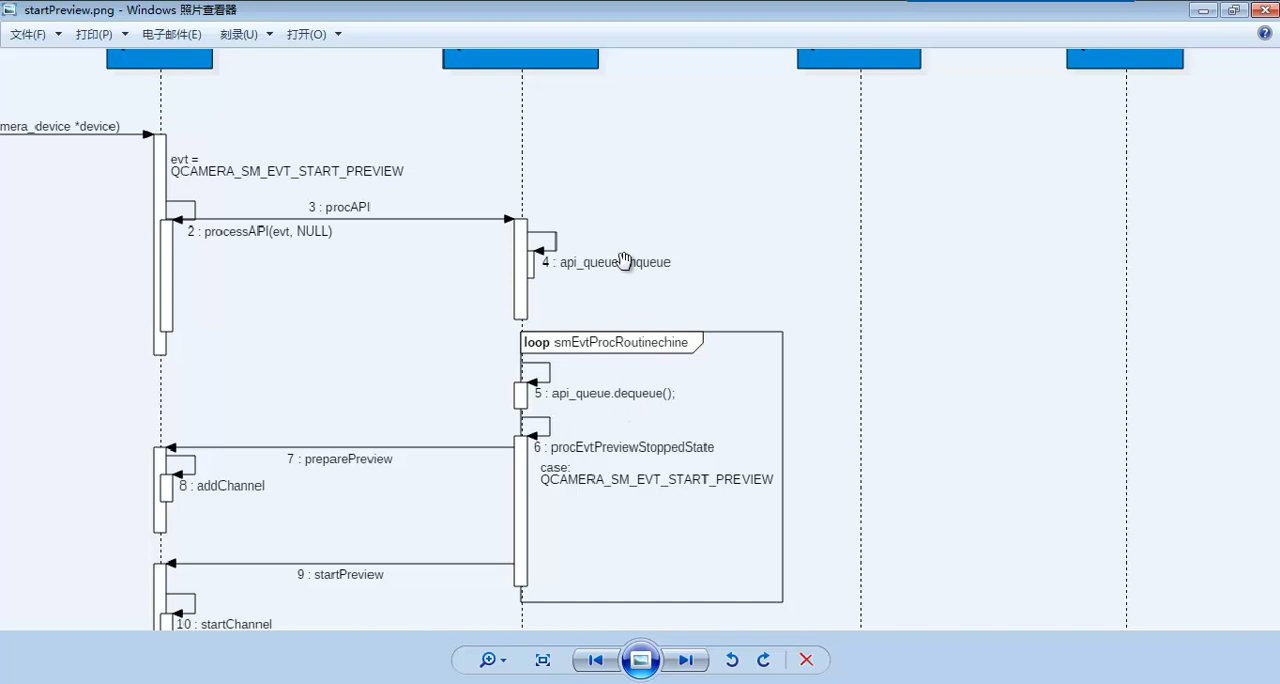 startPreview.png - Windows 照片查看器
文件(F) 打印(P) 电子邮件(E) 刻录(U) 打开(O)
mera_device *device)
evt =
QCAMERA_SM_EVT_START_PREVIEW
3 : procAPI
2 : processAPI(evt, NULL)
4 : api_queue
loop smEvtProcRoutinechine
5 : api_queue.dequeue();
6 : procEvtPreviewStoppedState
case:
QCAMERA_SM_EVT_START_PREVIEW
7 : preparePreview
8 : addChannel
9 : startPreview
10 : startChannel